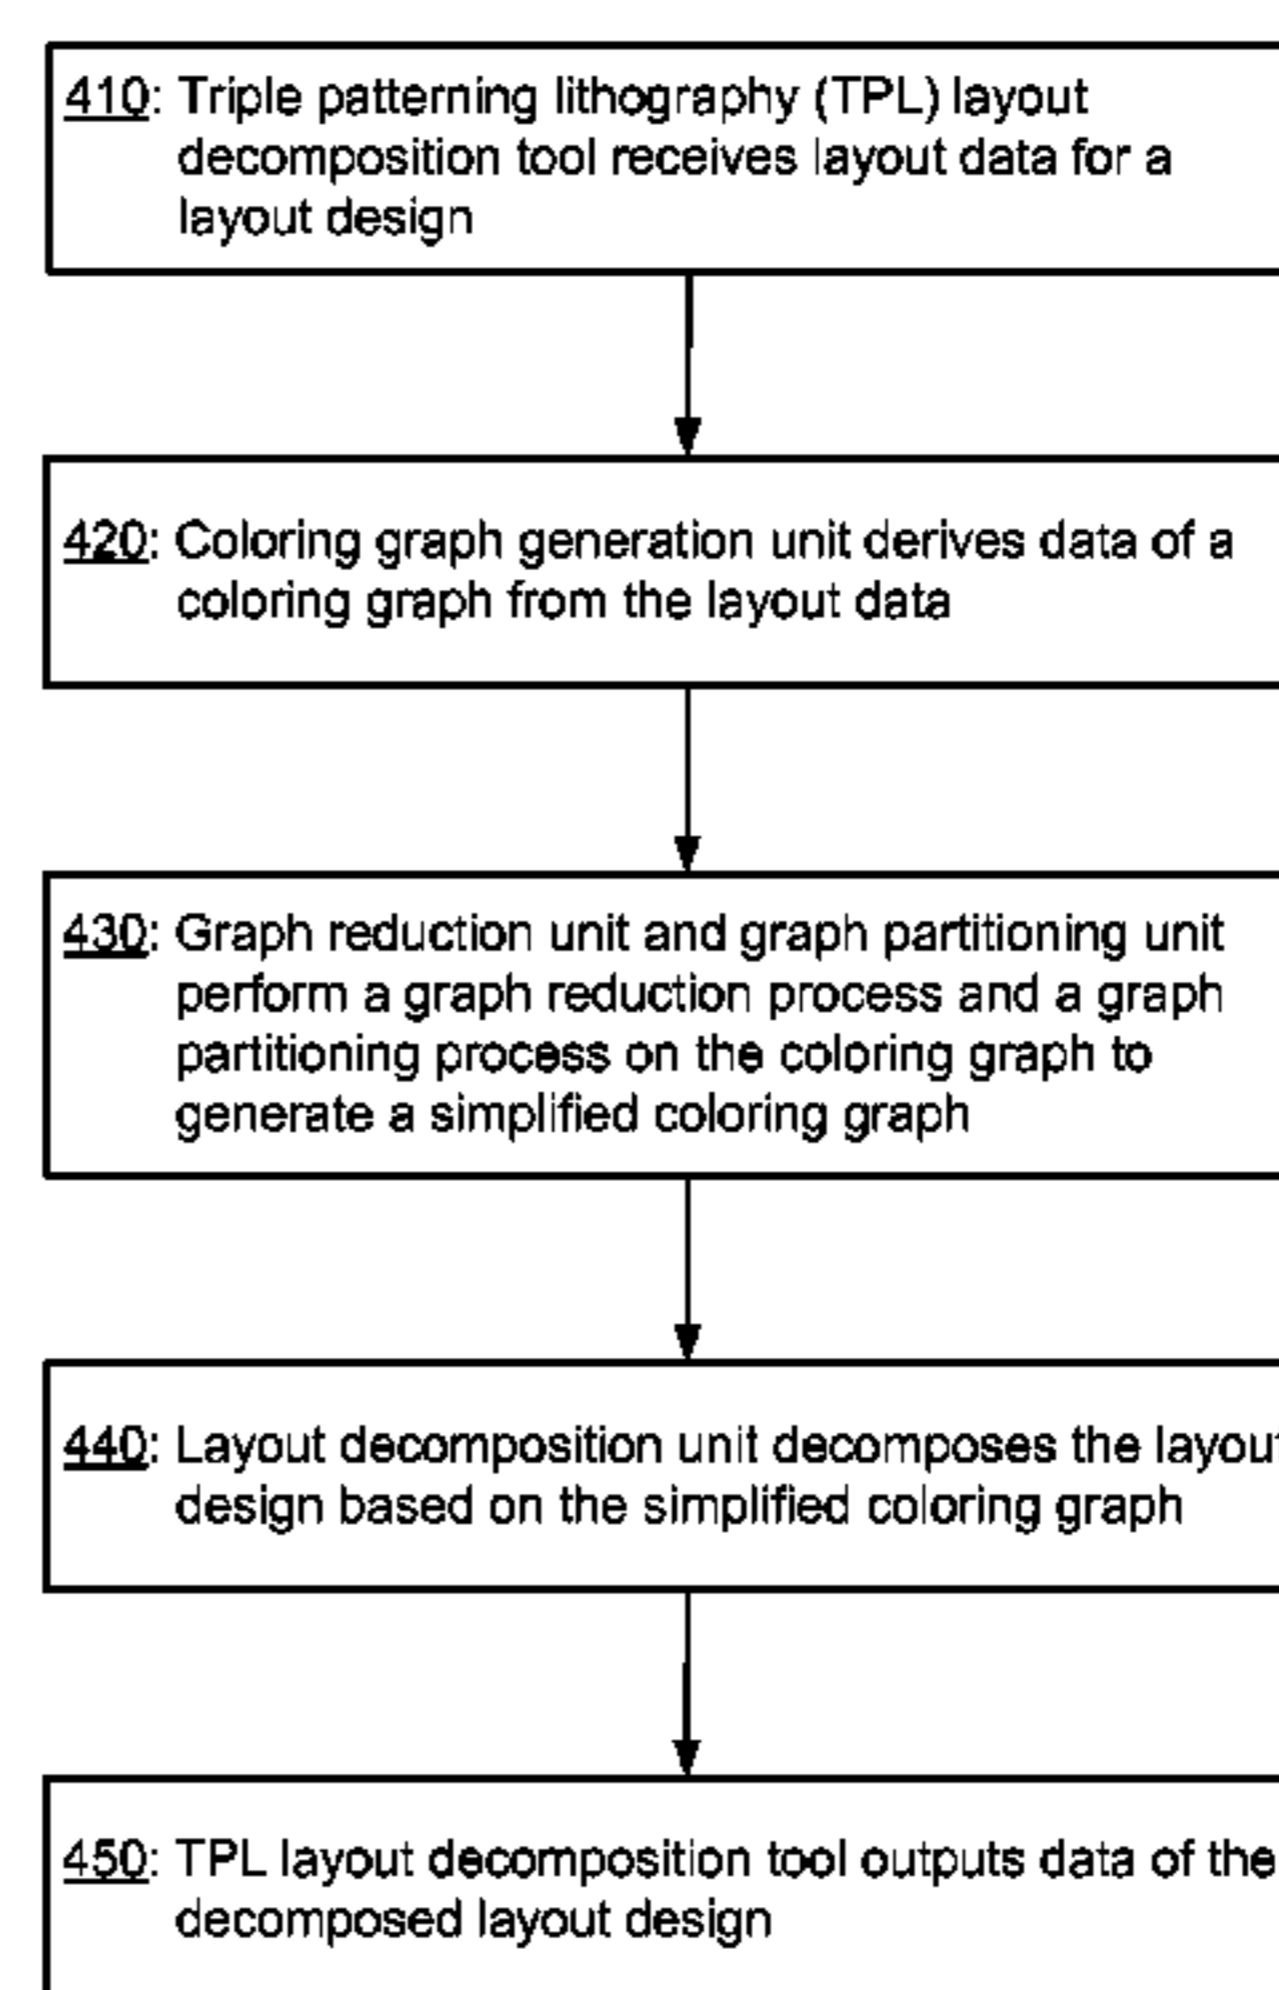 410: Triple patterning lithography (TPL) layout
decomposition tool receives layout data for a
layout design
420: Coloring graph generation unit derives data of a
coloring graph from the layout data
430: Graph reduction unit and graph partitioning unit
perform a graph reduction process and a graph
partitioning process on the coloring graph to
generate a simplified coloring graph
440: Layout decomposition unit decomposes the layout
design based on the simplified coloring graph
450: TPL layout decomposition tool outputs data of the
decomposed layout design